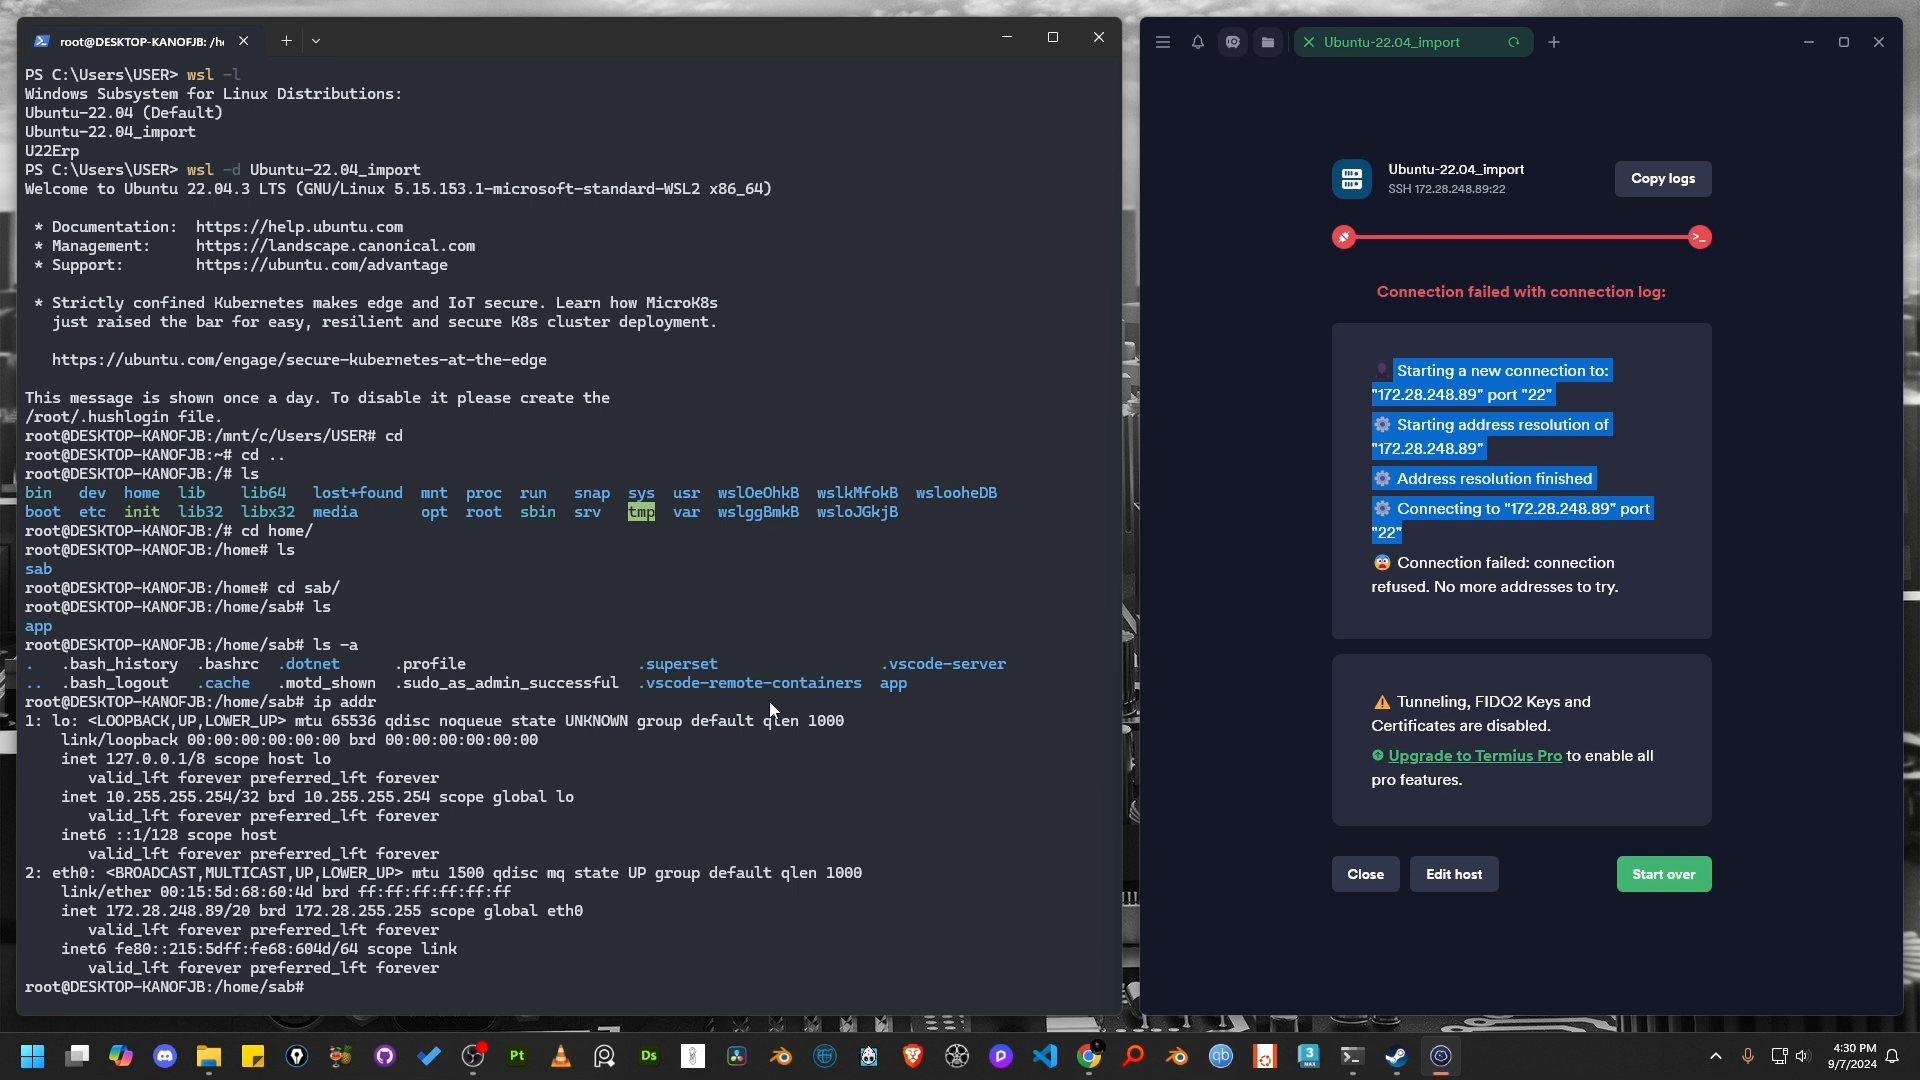 root@DESKTOP-KANOFJB: /h
PS C:\Users\USER> wsl -l
Windows Subsystem for Linux Distributions:
Ubuntu-22.04 (Default)
Ubuntu-22.04_import
U22Erp
PS C:\Users\USER> wsl -d Ubuntu-22.04_import
Welcome to Ubuntu 22.04.3 LTS (GNU/Linux 5.15.153.1-microsoft-standard-WSL2 x86_64)
* Documentation: https://help.ubuntu.com
* Management: https://landscape.canonical.com
* Support: https://ubuntu.com/advantage
* Strictly confined Kubernetes makes edge and IoT secure. Learn how MicroK8s
just raised the bar for easy, resilient and secure K8s cluster deployment.
https://ubuntu.com/engage/secure-kubernetes-at-the-edge
This message is shown once a day. To disable it please create the
/root/.hushlogin file.
root@DESKTOP-KANOFJB:/mnt/c/Users/USER# cd
root@DESKTOP-KANOFJB:~# cd ..
root@DESKTOP-KANOFJB:/# ls
bin dev home lib lib64 lost+found mnt proc run snap sys usr wslOeOhkB wslkMfokB wslooheDB
boot etc init lib32 libx32 media opt root sbin srv tmp var wslggBmkB wsloJGkjB
root@DESKTOP-KANOFJB:/# cd home/
root@DESKTOP-KANOFJB:/home# ls
sab
root@DESKTOP-KANOFJB:/home# cd sab/
root@DESKTOP-KANOFJB:/home/sab# ls
app
root@DESKTOP-KANOFJB:/home/sab# ls -a
. .bash_history .bashrc .dotnet .profile .superset .vscode-server
.. .bash_logout .cache .motd_shown .sudo_as_admin_successful .vscode-remote-containers app
root@DESKTOP-KANOFJB:/home/sab# ip addr
1: lo: <LOOPBACK,UP,LOWER_UP> mtu 65536 qdisc noqueue state UNKNOWN group default qlen 1000
link/loopback 00:00:00:00:00:00 brd 00:00:00:00:00:00
inet 127.0.0.1/8 scope host lo
valid_lft forever preferred_lft forever
inet 10.255.255.254/32 brd 10.255.255.254 scope global lo
valid_lft forever preferred_lft forever
inet6 ::1/128 scope host
valid_lft forever preferred_lft forever
2: eth0: <BROADCAST,MULTICAST,UP,LOWER_UP> mtu 1500 qdisc mq state UP group default qlen 1000
link/ether 00:15:5d:68:60:4d brd ff:ff:ff:ff:ff:ff
inet 172.28.248.89/20 brd 172.28.255.255 scope global eth0
valid_lft forever preferred_lft forever
inet6 fe80::215:5dff:fe68:604d/64 scope link
valid_lft forever preferred_lft forever
root@DESKTOP-KANOFJB:/home/sab#
Ubuntu-22.04_import
Ubuntu-22.04_import
SSH 172.28.248.89:22
Copy logs
Connection failed with connection log:
Starting a new connection to:
"172.28.248.89" port "22"
Starting address resolution of
"172.28.248.89"
Address resolution finished
Connecting to "172.28.248.89" port
"22"
Connection failed: connection
refused. No more addresses to try.
Tunneling, FIDO2 Keys and
Certificates are disabled.
Upgrade to Termius Pro to enable all
pro features.
Close
Edit host
Start over
Pt
Ds
qb
3
MAX
4:30 PM
9/7/2024